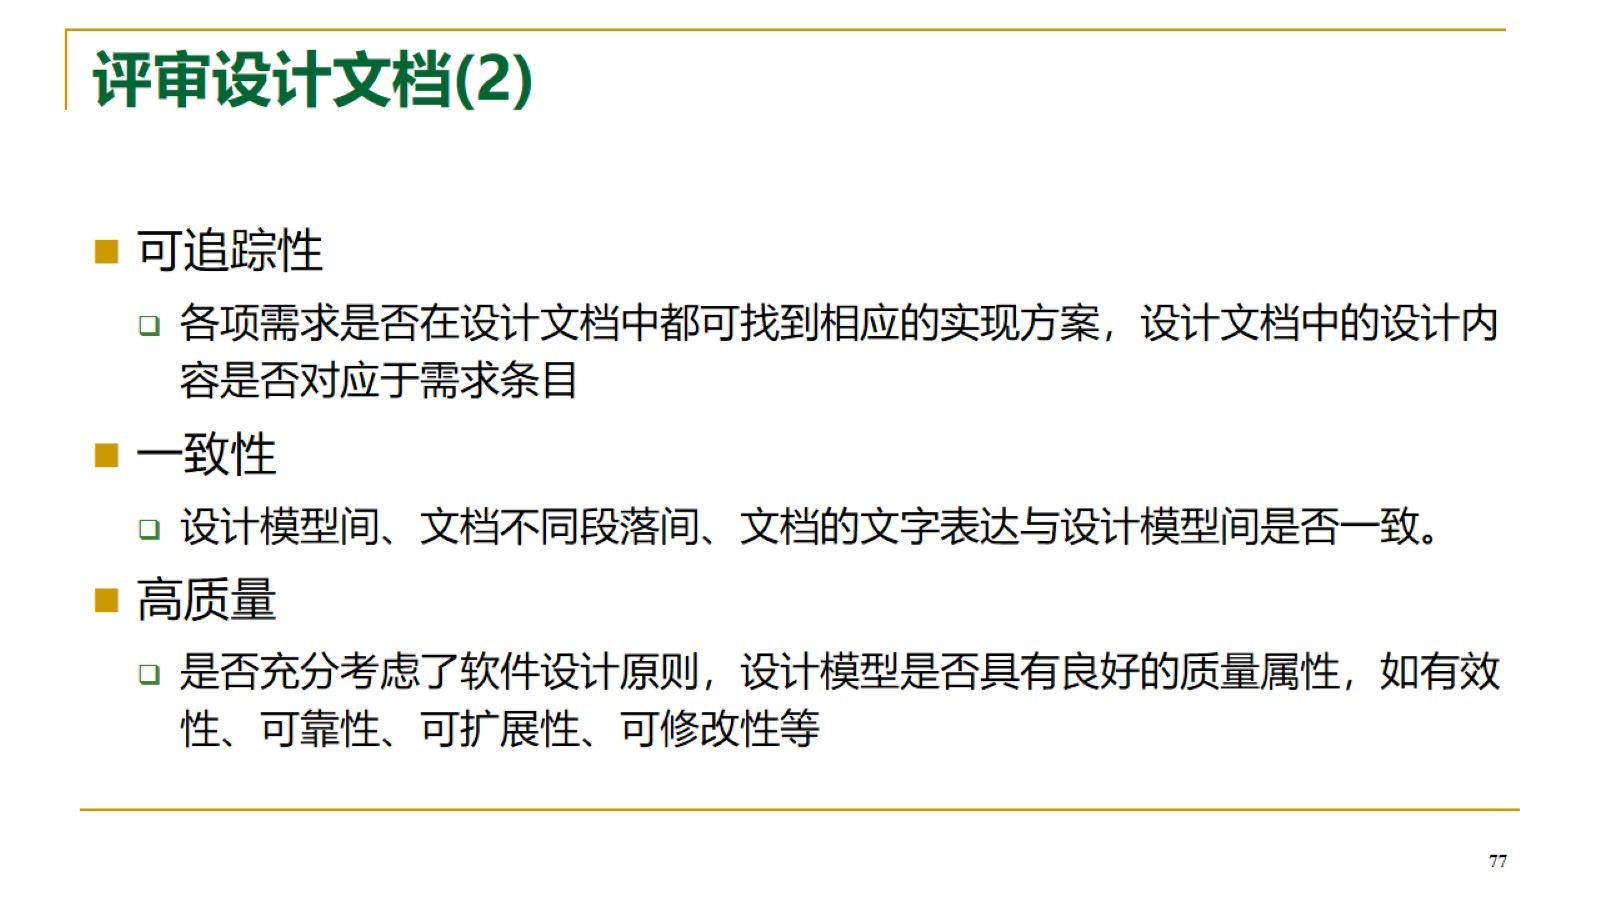 评审设计文档(2)
可追踪性
各项需求是否在设计文档中都可找到相应的实现方案，设计文档中的设计内
容是否对应于需求条目
一致性
设计模型间、文档不同段落间、文档的文字表达与设计模型间是否一致。
高质量
是否充分考虑了软件设计原则，设计模型是否具有良好的质量属性，如有效
性、可靠性、可扩展性、可修改性等
77